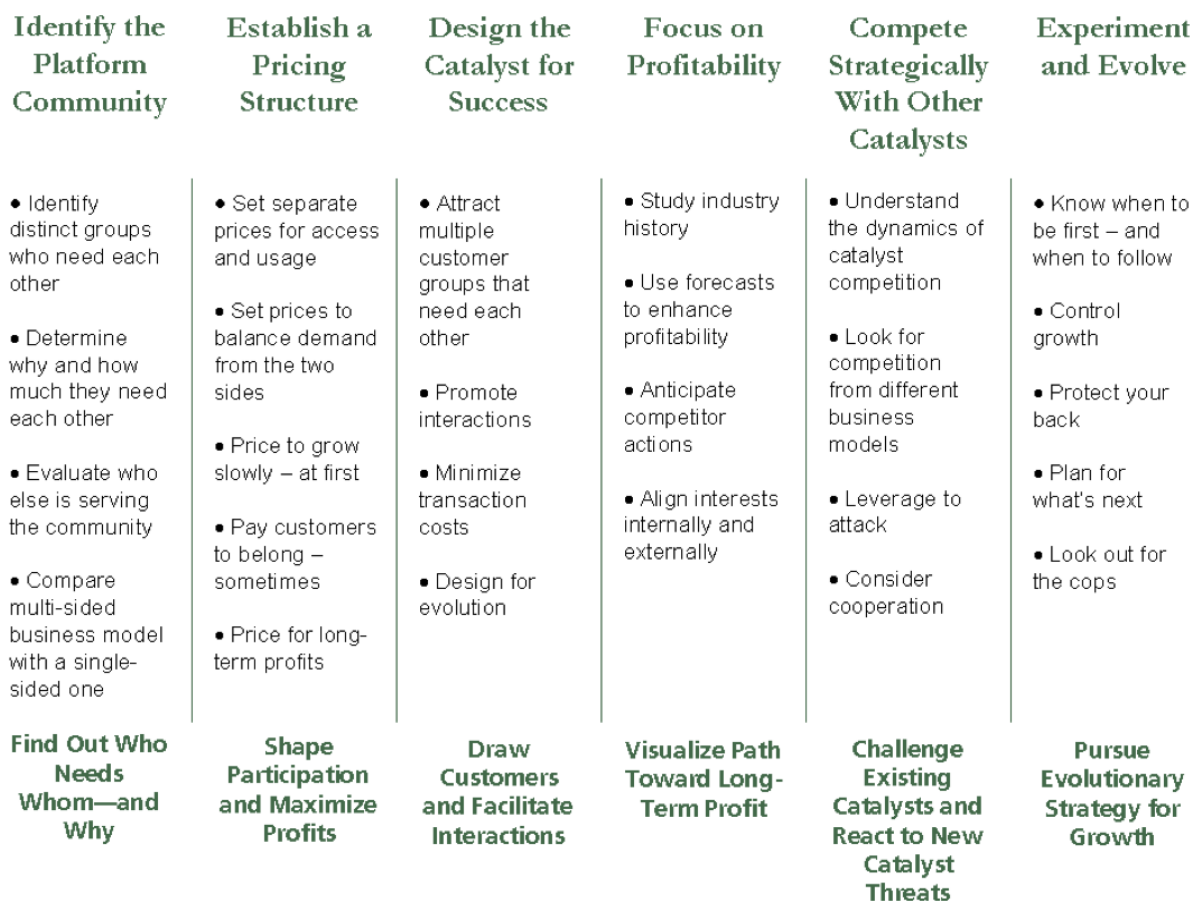 Identify the
Platform
Community
Establish a
Pricing
Structure
Design the
Catalyst for
Success
Focus on
Profitability
Compete
Strategically
With Other
Catalysts
Experiment
and Evolve
• Identify
distinct groups
who need each
other
• Determine
why and how
much they need
each other
• Evaluate who
else is serving
the community
• Compare
multi-sided
business model
with a single-
sided one
• Set separate
prices for access
and usage
• Set prices to
balance demand
from the two
sides
• Price to grow
slowly – at first
• Pay customers
to belong –
sometimes
• Price for long-
term profits
• Attract
multiple
customer
groups that
need each
other
• Promote
interactions
• Minimize
transaction
costs
• Design for
evolution
• Study industry
history
• Use forecasts
to enhance
profitability
• Anticipate
competitor
actions
• Align interests
internally and
externally
• Understand
the dynamics of
catalyst
competition
• Look for
competition
from different
business
models
• Leverage to
attack
• Consider
cooperation
• Know when to
be first – and
when to follow
• Control
growth
• Protect your
back
• Plan for
what's next
• Look out for
the cops
Find Out Who
Needs
Whom—and
Why
Shape
Participation
and Maximize
Profits
Draw
Customers
and Facilitate
Interactions
Visualize Path
Toward Long-
Term Profit
Challenge
Existing
Catalysts and
React to New
Catalyst
Threats
Pursue
Evolutionary
Strategy for
Growth